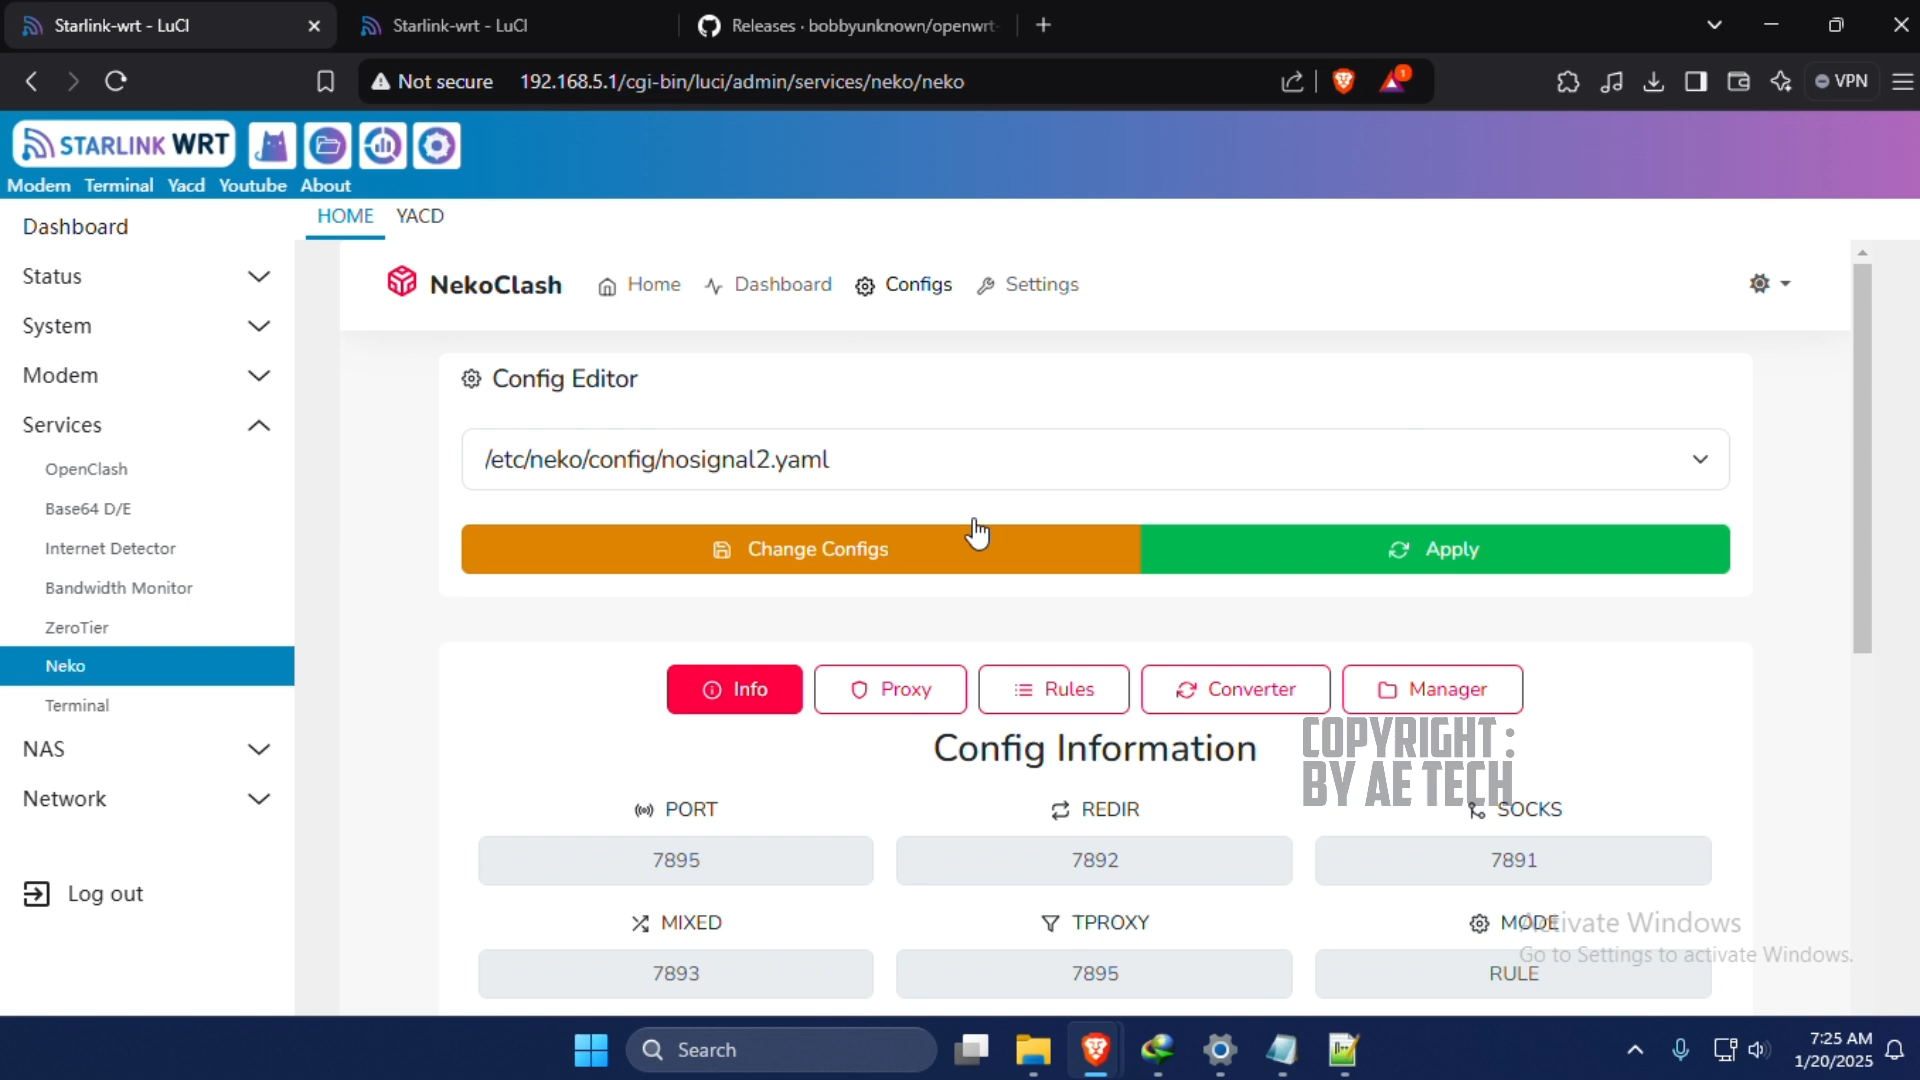 Starlink-wrt - LuCI
Starlink-wrt - LuCI
Releases · bobbyunknown/openwrt-
Not secure 192.168.5.1/cgi-bin/luci/admin/services/neko/neko
1
VPN
STARLINK WRT
Modem Terminal Yacd Youtube About
HOME YACD
Dashboard
Status
System
Modem
Services
OpenClash
Base64 D/E
Internet Detector
Bandwidth Monitor
ZeroTier
Neko
Terminal
NAS
Network
Log out
NekoClash Home Dashboard Configs Settings
Config Editor
/etc/neko/config/nosignal2.yaml
Change Configs Apply
Info Proxy Rules Converter Manager
Config Information
COPYRIGHT :
BY AE TECH
PORT REDIR SOCKS
7895 7892 7891
MIXED TPROXY MODE
7893 7895 RULE
Activate Windows
Go to Settings to activate Windows.
Search
7:25 AM
1/20/2025